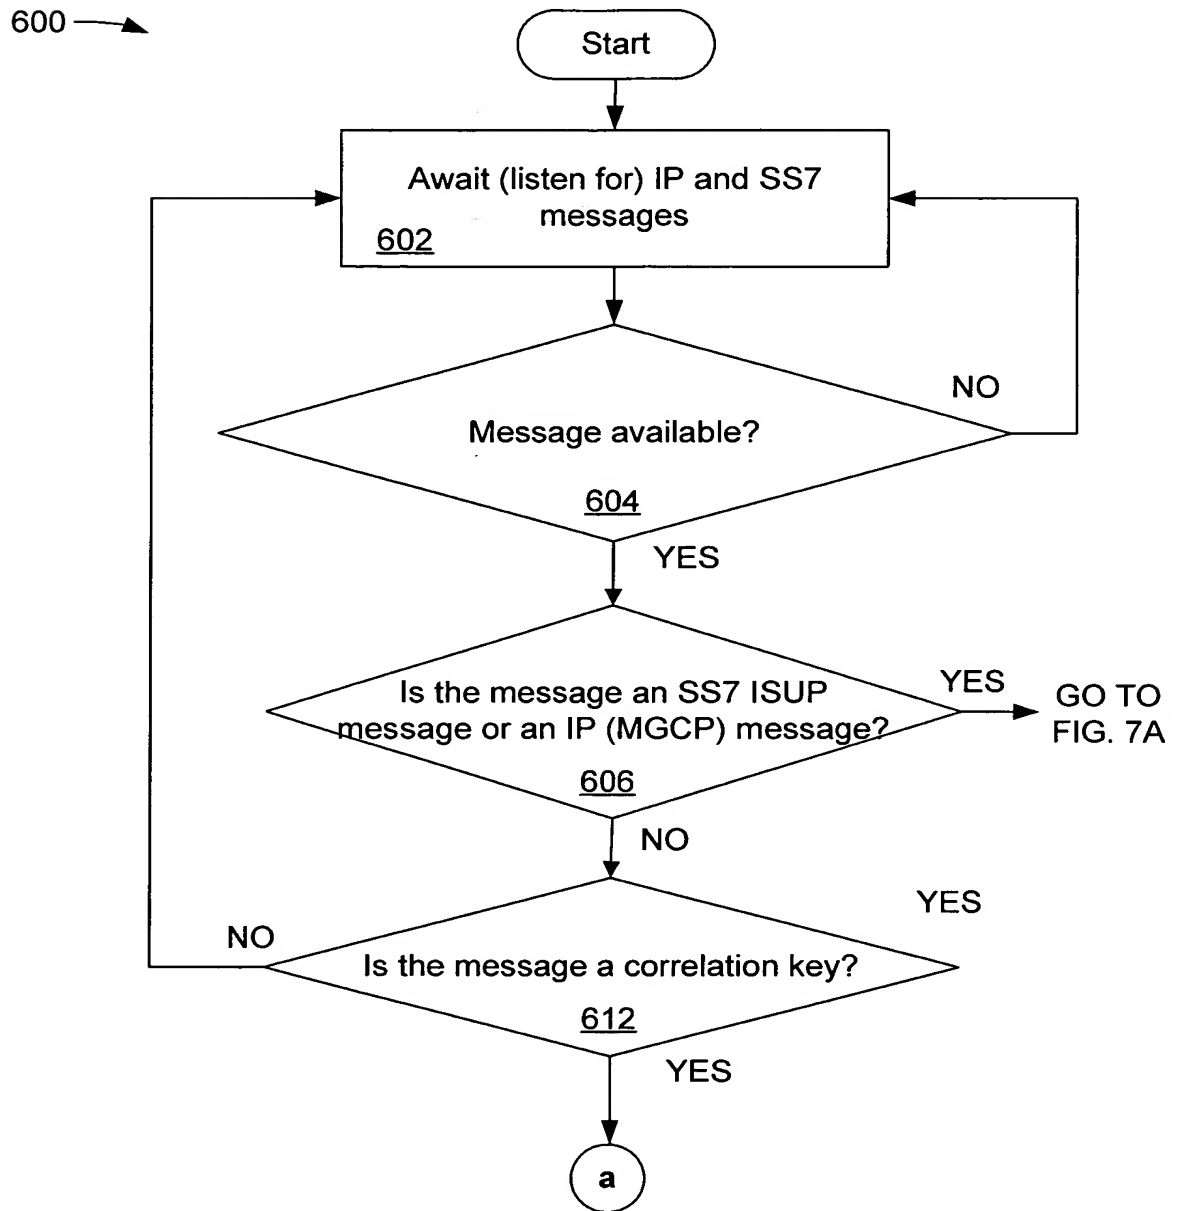 600
Start
Await (listen for) IP and SS7
messages
602
NO
Message available?
604
YES
Is the message an SS7 ISUP
message or an IP (MGCP) message?
606
YES
GO TO
FIG. 7A
NO
YES
NO
Is the message a correlation key?
612
YES
a